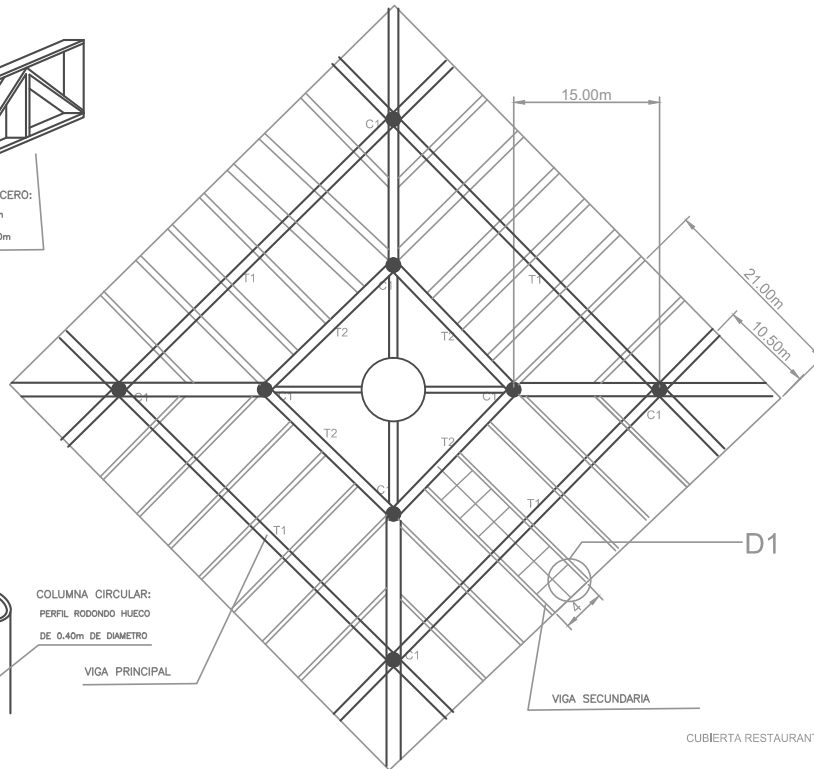 C1
15.00m
T1
T1
21.00m
10.50m
C1
T2
T2
C1
C1
C1
C1
T2
T2
C1
T1
T1
D1
4
C1
COLUMNA CIRCULAR:
PERFIL RODONDO HUECO
DE 0.40m DE DIAMETRO
VIGA PRINCIPAL
VIGA SECUNDARIA
CUBIERTA RESTAURANT